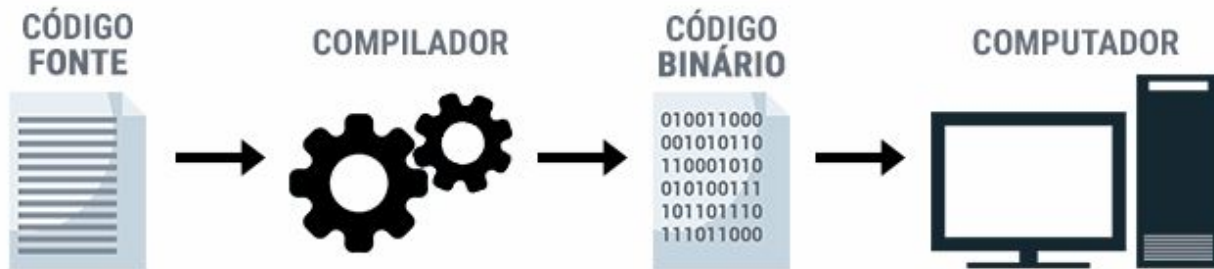 CÓDIGO
FONTE
COMPILADOR
CÓDIGO
BINÁRIO
010011000
001010110
110001010
010100111
101101110
111011000
COMPUTADOR